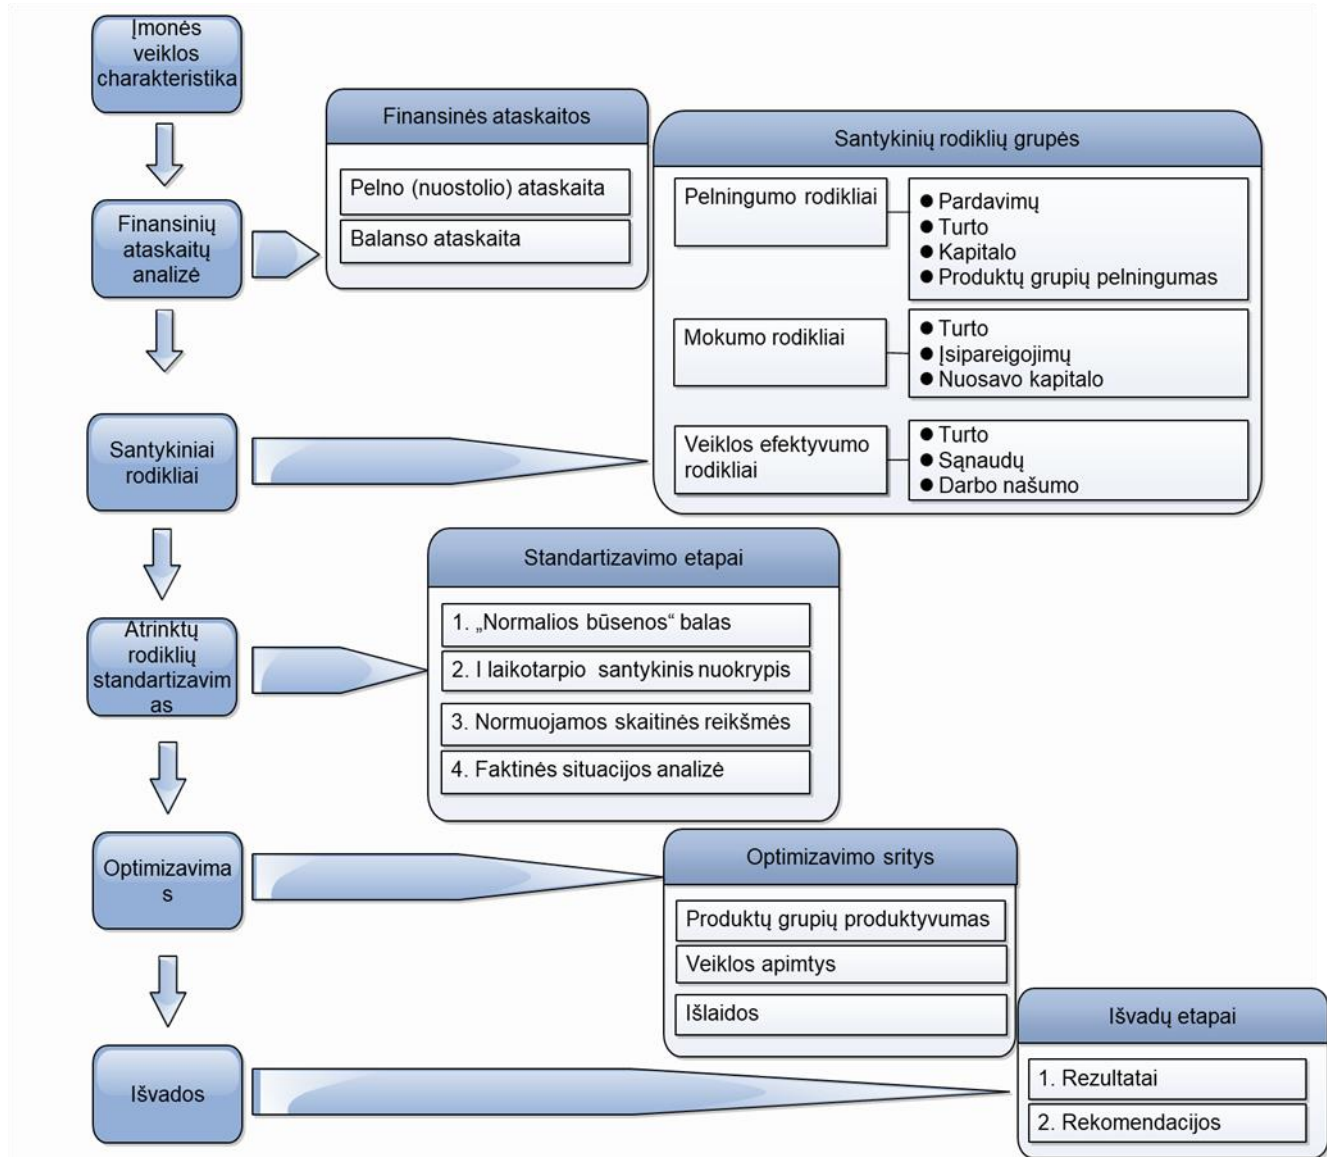 Įmonės
veiklos
charakteristika
Finansinių
ataskaitų
analizė
Finansinės ataskaitos
Pelno (nuostolio) ataskaita
Balanso ataskaita
Santykiniai
rodikliai
Santykinių rodiklių grupės
Pelningumo rodikliai
● Pardavimų
● Turto
● Kapitalo
● Produktų grupių pelningumas
Mokumo rodikliai
● Turto
● Įsipareigojimų
● Nuosavo kapitalo
Veiklos efektyvumo
rodikliai
● Turto
● Sąnaudų
● Darbo našumo
Atrinktų
rodiklių
standartizavim
as
Standartizavimo etapai
1. „Normalios būsenos“ balas
2. I laikotarpio santykinis nuokrypis
3. Normuojamos skaitinės reikšmės
4. Faktinės situacijos analizė
Optimizavima
s
Optimizavimo sritys
Produktų grupių produktyvumas
Veiklos apimtys
Išlaidos
Išvados
Išvadų etapai
1. Rezultatai
2. Rekomendacijos